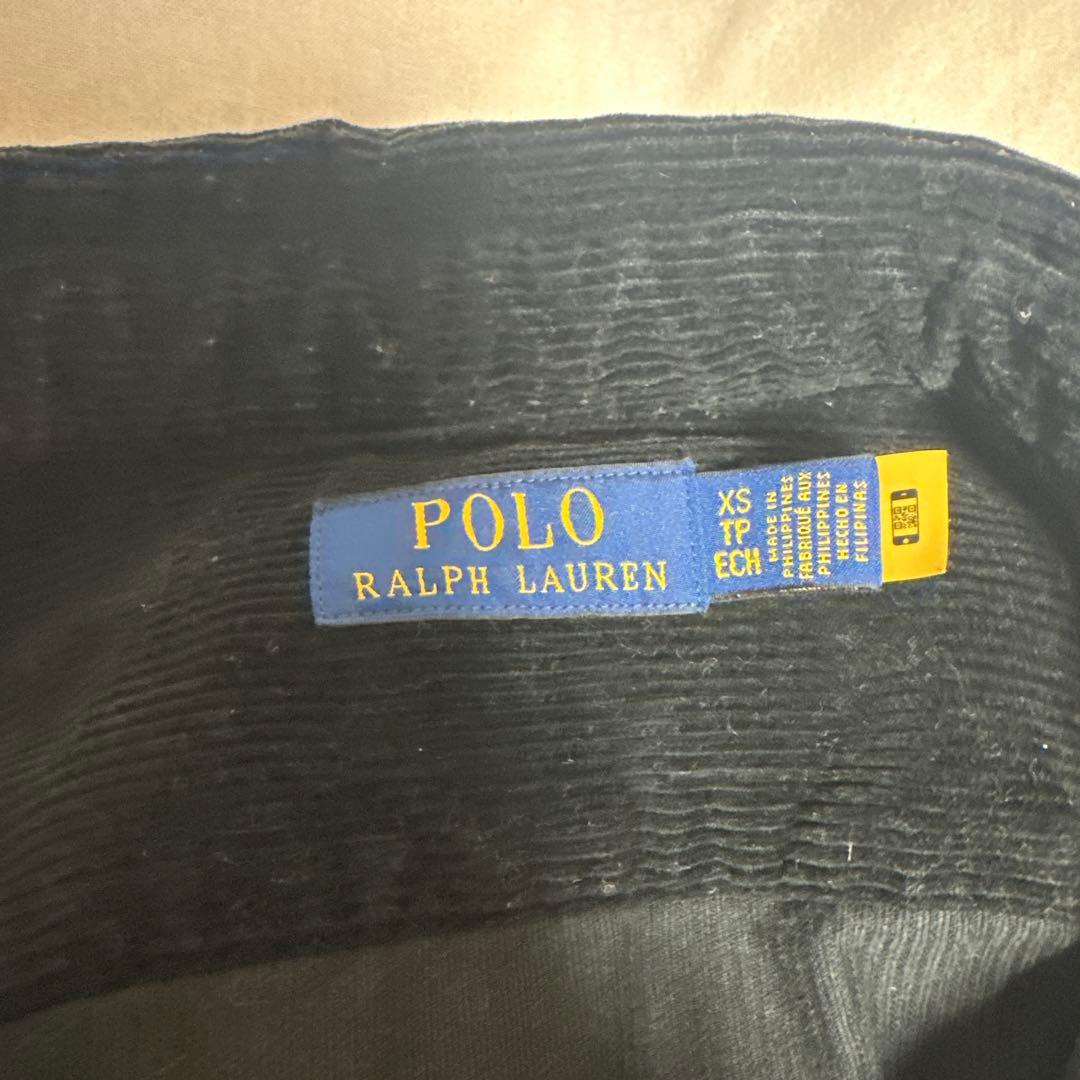 POLO
RALPH LAUREN
XS
TP
ECH
MADE IN
PHILIPPINES
FABRIQUÉ AUX
PHILIPPINES
HECHO EN
FILIPINAS